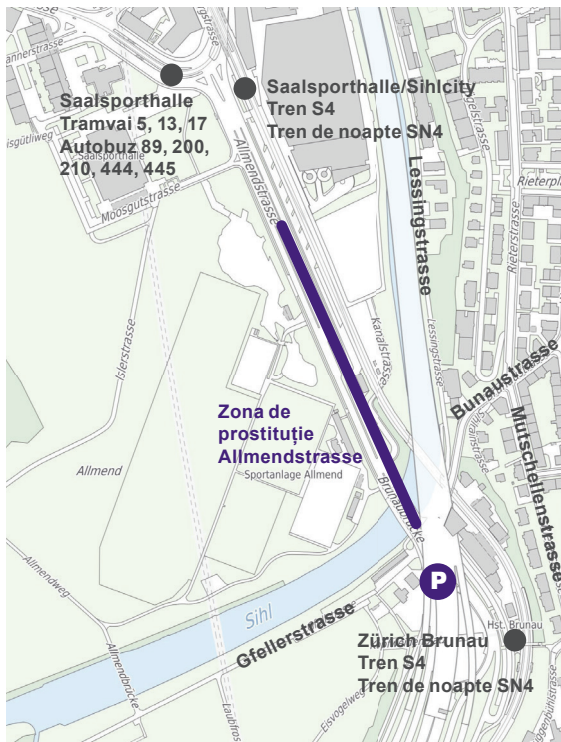 Saalsporthalle
Tramvai 5, 13, 17
Autobuz 89, 200,
210, 444, 445
Saalsporthalle/Sihlcity
Tren S4
Tren de noapte SN4
Saalsporthalle
Moosgutstrasse
Allmendstrasse
Lessingstrasse
Rieterstrasse
Islerstrasse
Kanalstrasse
Lessingstrasse
Bunaustrasse
Mutschellenstrasse
Zona de
prostituție
Allmendstrasse
Sportanlage Allmend
Allmend
Brunaubrücke
P
Allmendweg
Allmendbrücke
Sihl
Gfellerstrasse
Hst. Brunau
Zürich Brunau
Tren S4
Tren de noapte SN4
Eisvogelweg